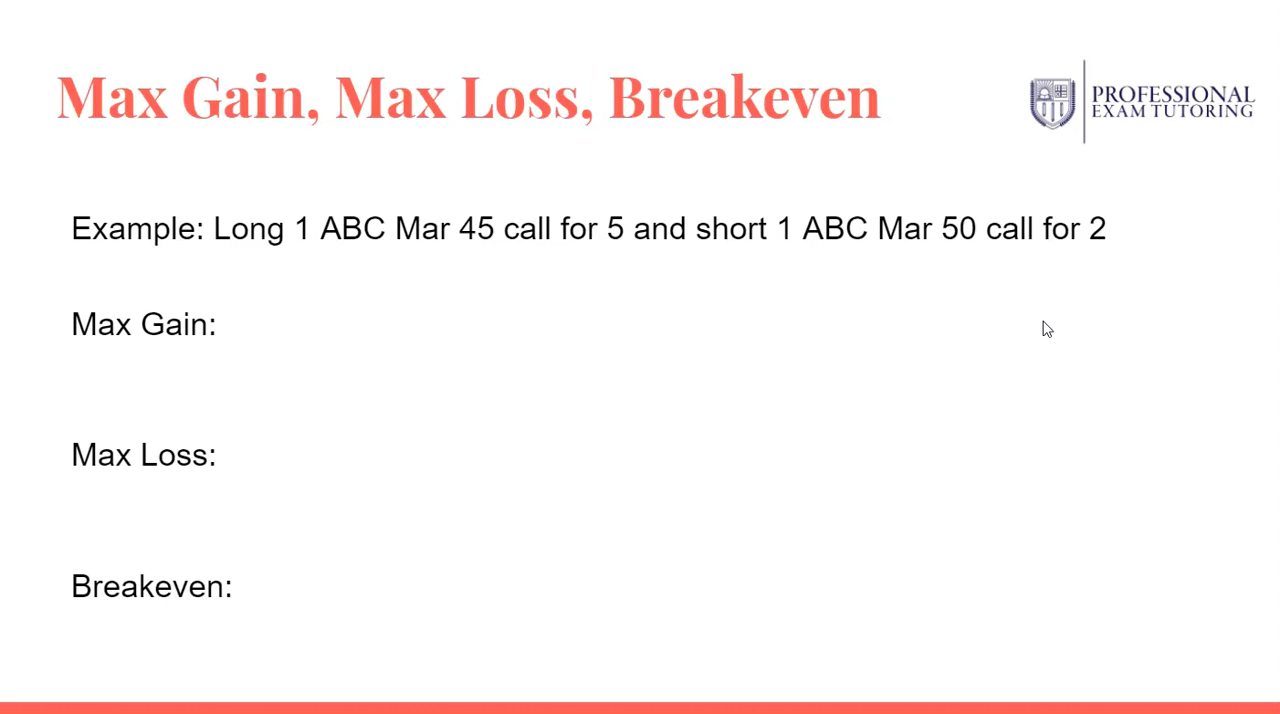 Max Gain, Max Loss, Breakeven
PROFESSIONAL
EXAM TUTORING
Example: Long 1 ABC Mar 45 call for 5 and short 1 ABC Mar 50 call for 2
Max Gain:
Max Loss:
Breakeven: